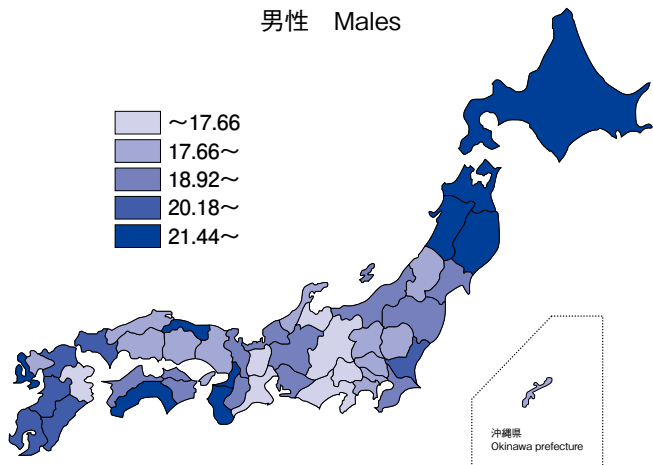 男性　Males
～17.66
17.66～
18.92～
20.18～
21.44～
沖縄県
Okinawa prefecture